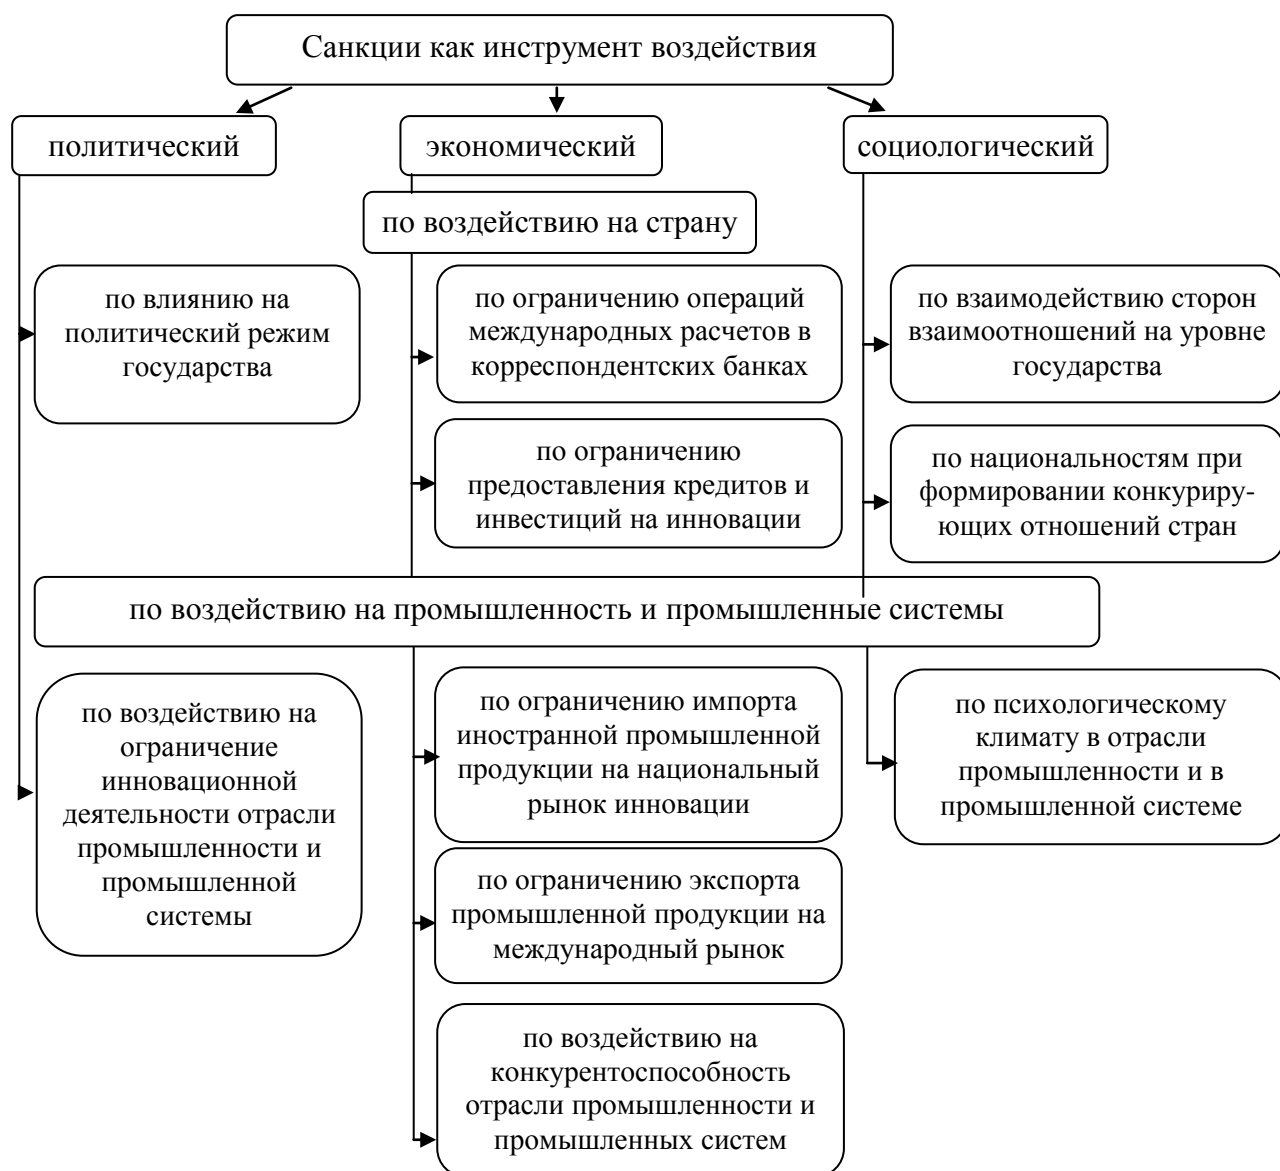 Санкции как инструмент воздействия
политический
экономический
социологический
по воздействию на страну
по влиянию на
политический режим
государства
по ограничению операций
международных расчетов в
корреспондентских банках
по взаимодействию сторон
взаимоотношений на уровне
государства
по ограничению
предоставления кредитов и
инвестиций на инновации
по национальностям при
формировании конкуриру-
ющих отношений стран
по воздействию на промышленность и промышленные системы
по воздействию на
ограничение
инновационной
деятельности отрасли
промышленности и
промышленной
системы
по ограничению импорта
иностранной промышленной
продукции на национальный
рынок инновации
по психологическому
климату в отрасли
промышленности и в
промышленной системе
по ограничению экспорта
промышленной продукции на
международный рынок
по воздействию на
конкурентоспособность
отрасли промышленности и
промышленных систем